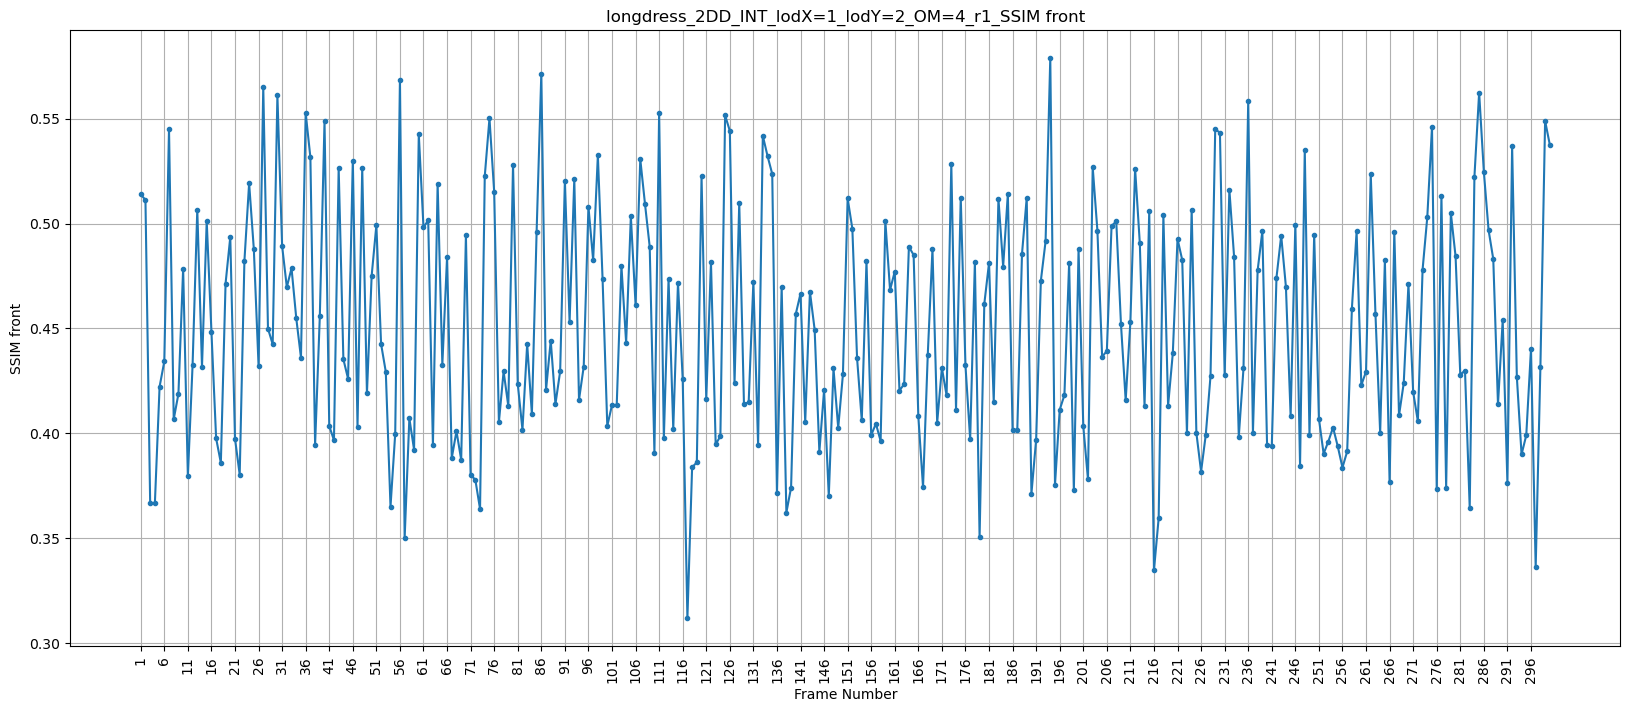 longdress_2DD_INT_lodX=1_lodY=2_OM=4_r1_SSIM front
SSIM front
0.55
0.50
0.45
0.40
0.35
0.30
1 6 11 16 21 26 31 36 41 46 51 56 61 66 71 76 81 86 91 96 101 106 111 116 121 126 131 136 141 146 151 156 161 166 171 176 181 186 191 196 201 206 211 216 221 226 231 236 241 246 251 256 261 266 271 276 281 286 291 296
Frame Number